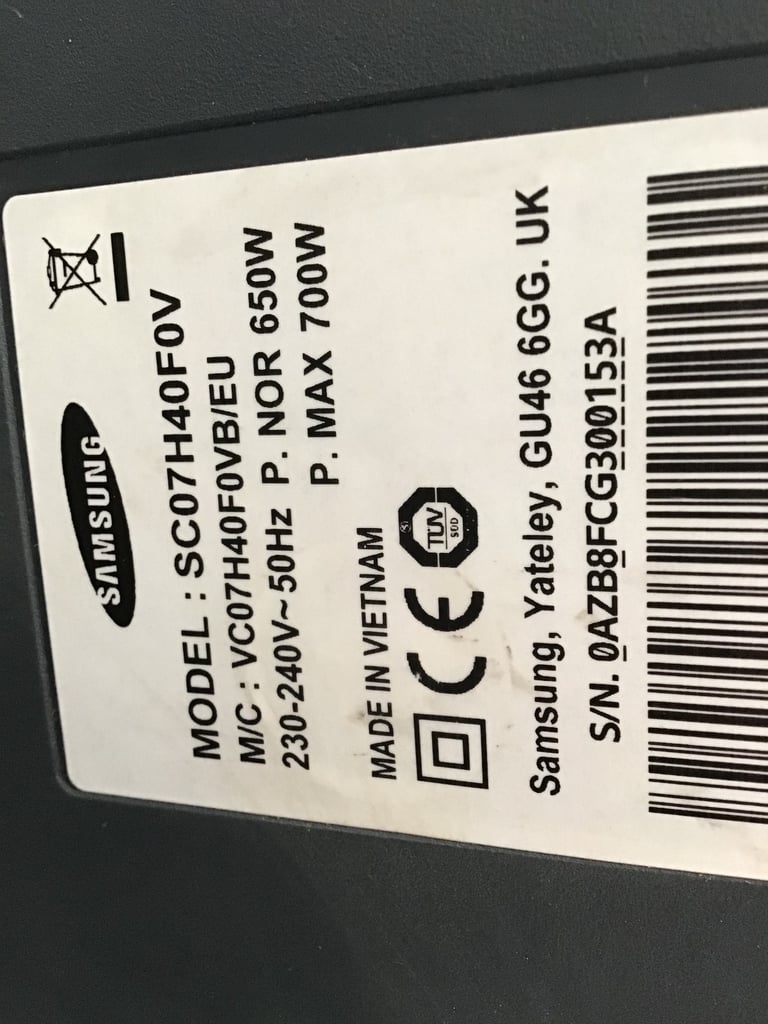 SAMSUNG
MODEL : SC07H40F0V
M/C : VC07H40F0VB/EU
230-240V~50Hz P. NOR 650W
P. MAX 700W
MADE IN VIETNAM
CE
TÜV
SÜD
Samsung, Yateley, GU46 6GG. UK
S/N. 0AZB8FCG300153A